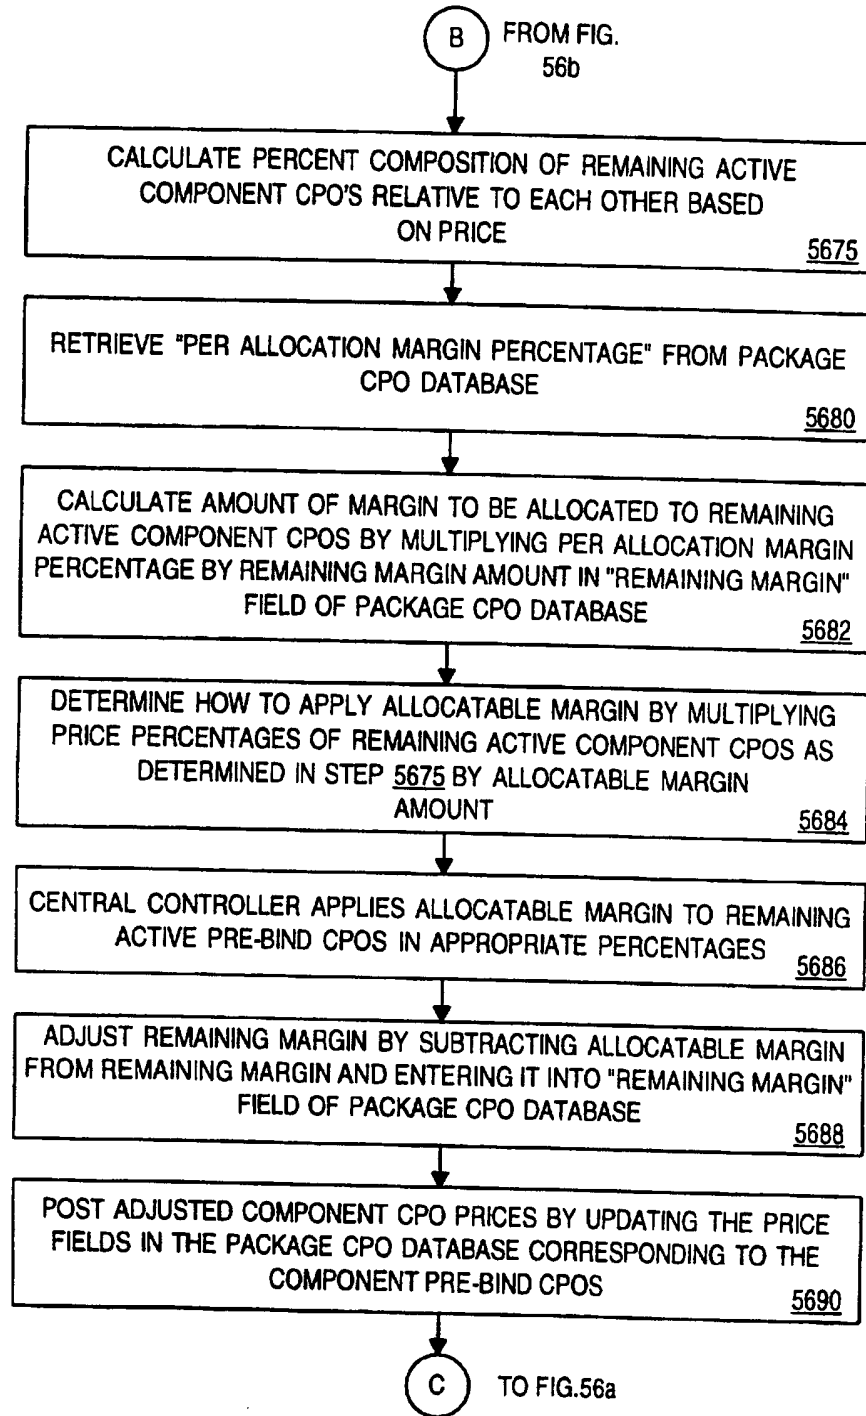 B
FROM FIG.
56b
CALCULATE PERCENT COMPOSITION OF REMAINING ACTIVE
COMPONENT CPO'S RELATIVE TO EACH OTHER BASED
ON PRICE
5675
RETRIEVE "PER ALLOCATION MARGIN PERCENTAGE" FROM PACKAGE
CPO DATABASE
5680
CALCULATE AMOUNT OF MARGIN TO BE ALLOCATED TO REMAINING
ACTIVE COMPONENT CPOS BY MULTIPLYING PER ALLOCATION MARGIN
PERCENTAGE BY REMAINING MARGIN AMOUNT IN "REMAINING MARGIN"
FIELD OF PACKAGE CPO DATABASE
5682
DETERMINE HOW TO APPLY ALLOCATABLE MARGIN BY MULTIPLYING
PRICE PERCENTAGES OF REMAINING ACTIVE COMPONENT CPOS AS
DETERMINED IN STEP 5675 BY ALLOCATABLE MARGIN
AMOUNT
5684
CENTRAL CONTROLLER APPLIES ALLOCATABLE MARGIN TO REMAINING
ACTIVE PRE-BIND CPOS IN APPROPRIATE PERCENTAGES
5686
ADJUST REMAINING MARGIN BY SUBTRACTING ALLOCATABLE MARGIN
FROM REMAINING MARGIN AND ENTERING IT INTO "REMAINING MARGIN"
FIELD OF PACKAGE CPO DATABASE
5688
POST ADJUSTED COMPONENT CPO PRICES BY UPDATING THE PRICE
FIELDS IN THE PACKAGE CPO DATABASE CORRESPONDING TO THE
COMPONENT PRE-BIND CPOS
5690
C
TO FIG.56a